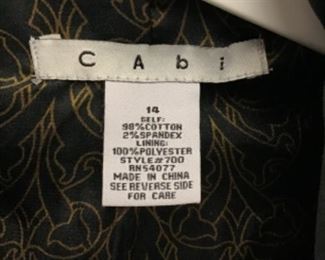 CAbi
14
SELF:
98%COTTON
2%SPANDEX
LINING:
100%POLYESTER
STYLE#700
RN54077
MADE IN CHINA
SEE REVERSE SIDE
FOR CARE